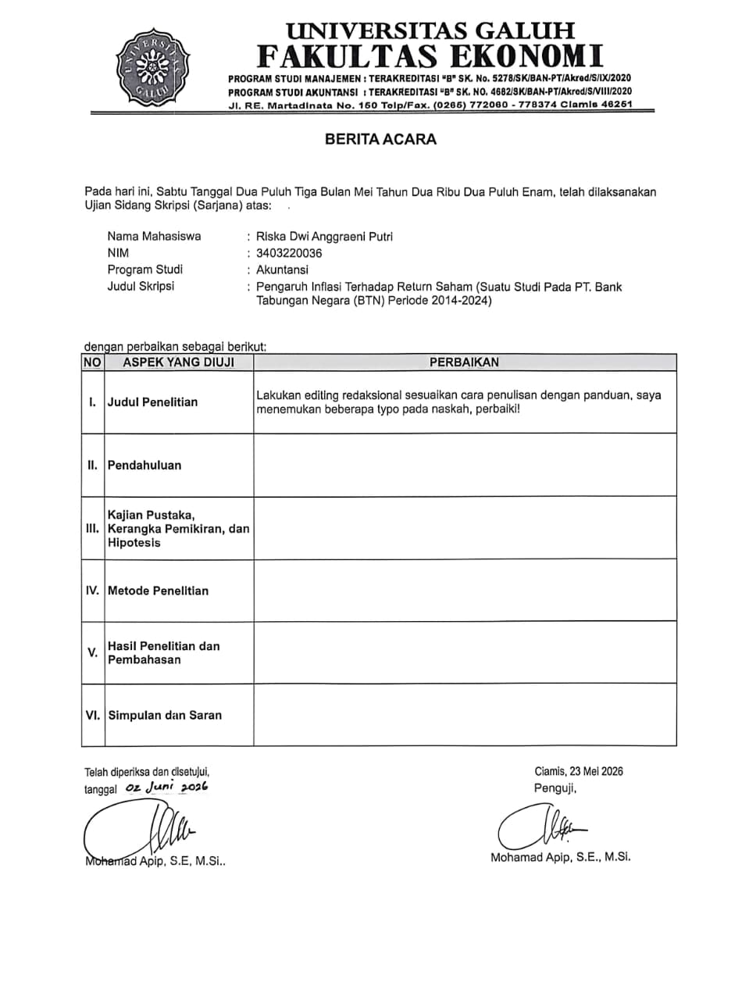 UNIVERSITAS GALUH
UNIVERSITAS GALUH
FAKULTAS EKONOMI
PROGRAM STUDI MANAJEMEN : TERAKREDITASI "B" SK. No. 5278/SK/BAN-PT/Akred/S/IX/2020
PROGRAM STUDI AKUNTANSI : TERAKREDITASI "B" SK. NO. 4682/SK/BAN-PT/Akred/S/VIII/2020
Jl. RE. Martadinata No. 150 Telp/Fax. (0265) 772060 - 778374 Ciamis 46251
BERITA ACARA
Pada hari ini, Sabtu Tanggal Dua Puluh Tiga Bulan Mei Tahun Dua Ribu Dua Puluh Enam, telah dilaksanakan
Ujian Sidang Skripsi (Sarjana) atas:
Nama Mahasiswa : Riska Dwi Anggraeni Putri
NIM : 3403220036
Program Studi : Akuntansi
Judul Skripsi : Pengaruh Inflasi Terhadap Return Saham (Suatu Studi Pada PT. Bank
Tabungan Negara (BTN) Periode 2014-2024)
dengan perbaikan sebagai berikut:
NO ASPEK YANG DIUJI PERBAIKAN
I. Judul Penelitian
Lakukan editing redaksional sesuaikan cara penulisan dengan panduan, saya
menemukan beberapa typo pada naskah, perbaiki!
II. Pendahuluan
III. Kajian Pustaka,
Kerangka Pemikiran, dan
Hipotesis
IV. Metode Penelitian
V. Hasil Penelitian dan
Pembahasan
VI. Simpulan dan Saran
Telah diperiksa dan disetujui,
tanggal 02 Juni 2026
Mohamad Apip, S.E, M.Si..
Ciamis, 23 Mei 2026
Penguji,
Mohamad Apip, S.E., M.Si.